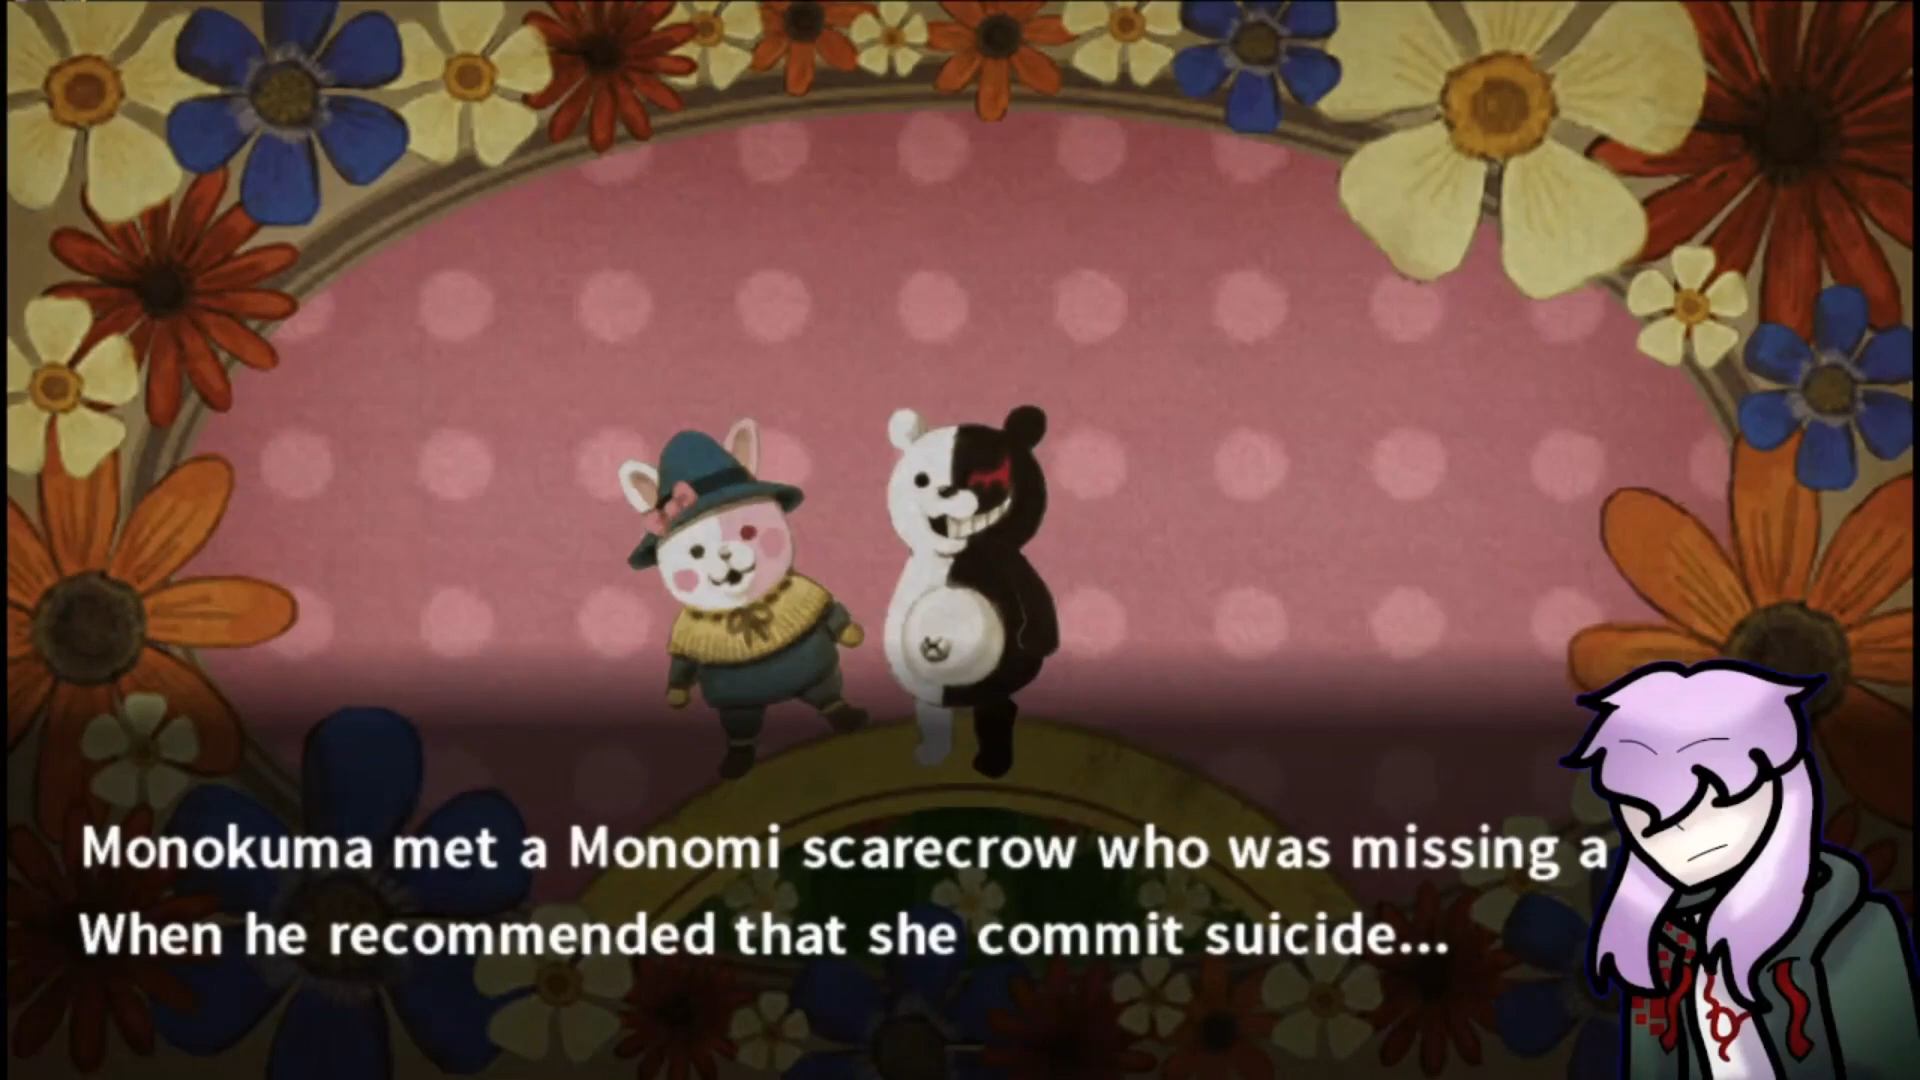 Monokuma met a Monomi scarecrow who was missing a
When he recommended that she commit suicide...